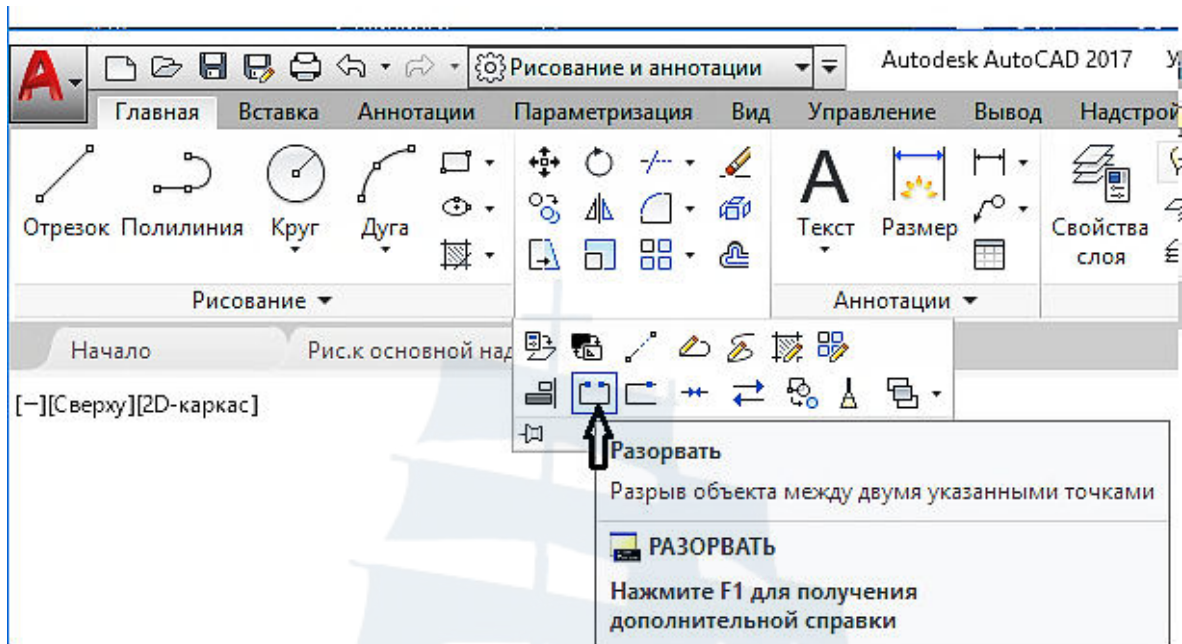 Рисование и аннотации
Autodesk AutoCAD 2017
Главная Вставка Аннотации Параметризация Вид Управление Вывод Надстрой
Отрезок Полилиния Круг Дуга Текст Размер Свойства слоя
Рисование Аннотации
Начало Рис.к основной над
[−][Сверху][2D-каркас]
Разорвать
Разрыв объекта между двумя указанными точками
РАЗОРВАТЬ
Нажмите F1 для получения
дополнительной справки